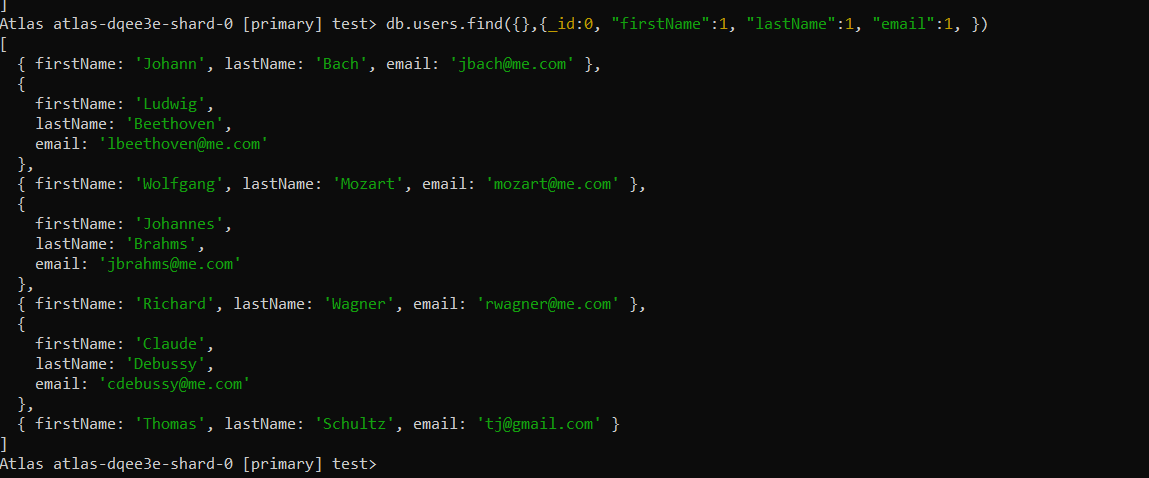 ]
Atlas atlas-dqee3e-shard-0 [primary] test> db.users.find({},{_id:0, "firstName":1, "lastName":1, "email":1, })
[
  { firstName: 'Johann', lastName: 'Bach', email: 'jbach@me.com' },
  {
    firstName: 'Ludwig',
    lastName: 'Beethoven',
    email: 'lbeethoven@me.com'
  },
  { firstName: 'Wolfgang', lastName: 'Mozart', email: 'mozart@me.com' },
  {
    firstName: 'Johannes',
    lastName: 'Brahms',
    email: 'jbrahms@me.com'
  },
  { firstName: 'Richard', lastName: 'Wagner', email: 'rwagner@me.com' },
  {
    firstName: 'Claude',
    lastName: 'Debussy',
    email: 'cdebussy@me.com'
  },
  { firstName: 'Thomas', lastName: 'Schultz', email: 'tj@gmail.com' }
]
Atlas atlas-dqee3e-shard-0 [primary] test>